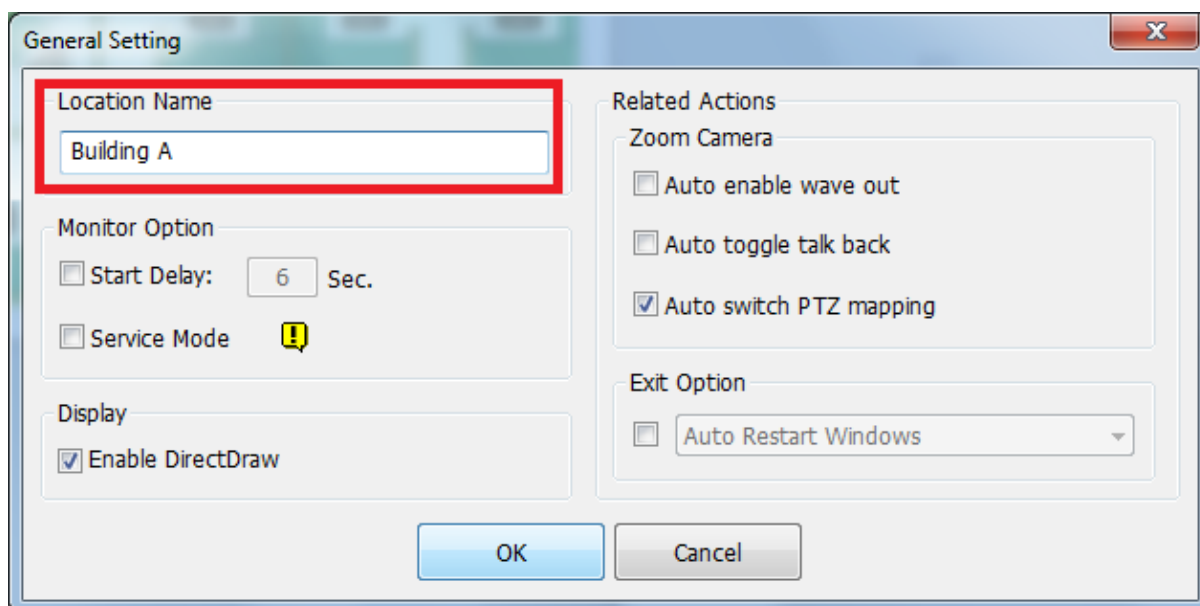 General Setting
Location Name
Building A
Monitor Option
Start Delay: 6 Sec.
Service Mode
Display
Enable DirectDraw
Related Actions
Zoom Camera
Auto enable wave out
Auto toggle talk back
Auto switch PTZ mapping
Exit Option
Auto Restart Windows
OK
Cancel